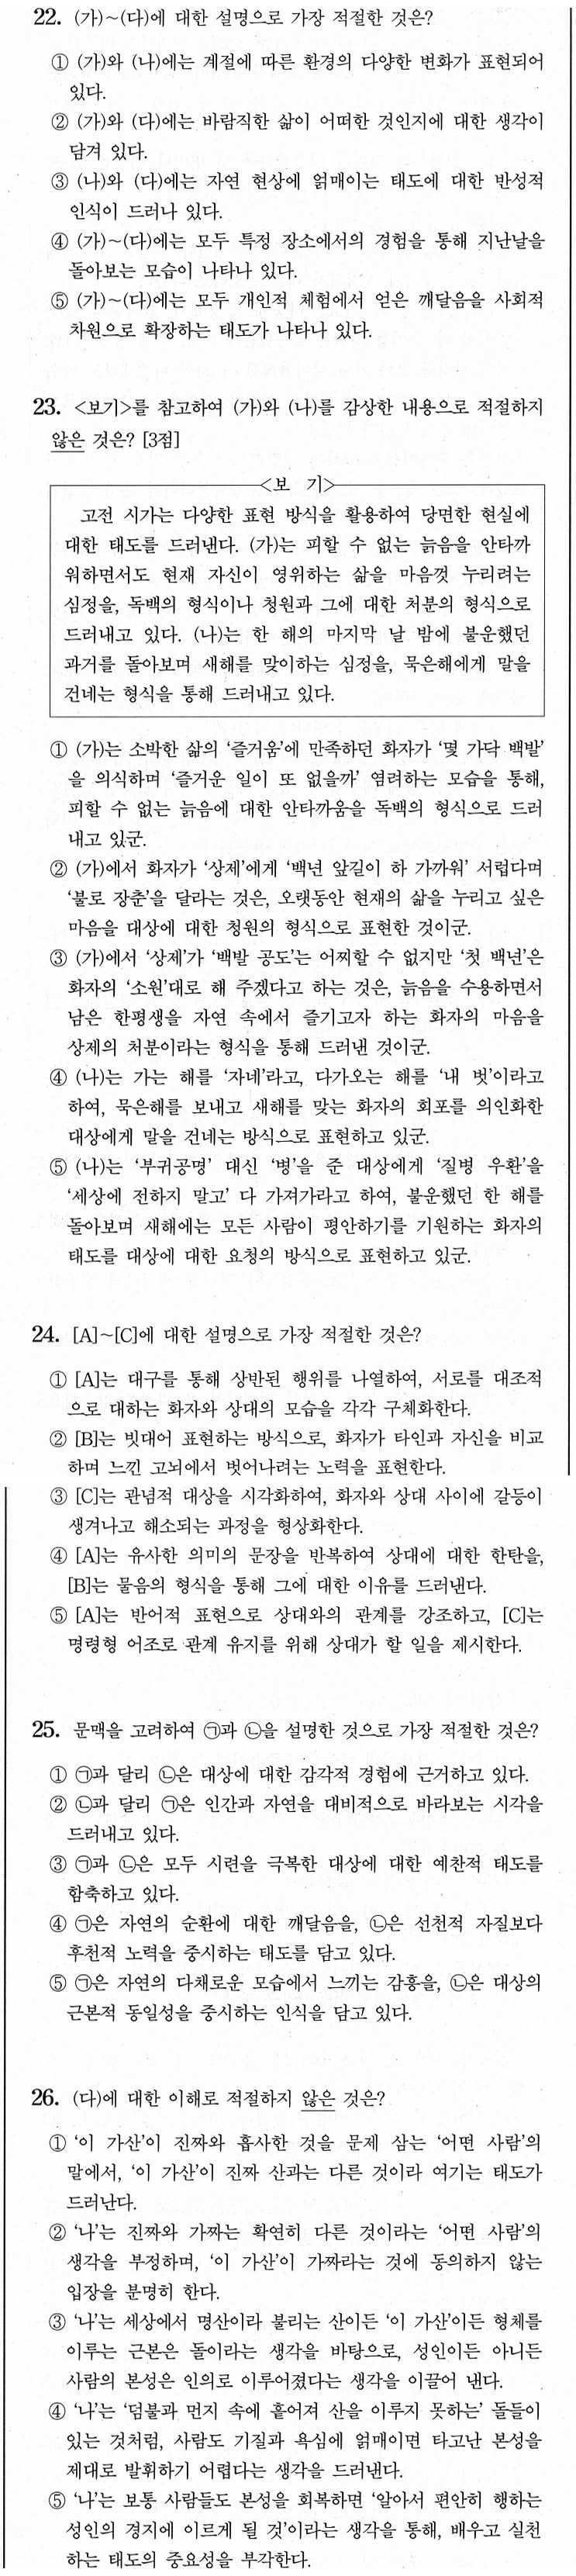 22. (가)~(다)에 대한 설명으로 가장 적절한 것은?
① (가)와 (나)에는 계절에 따른 환경의 다양한 변화가 표현되어
있다.
② (가)와 (다)에는 바람직한 삶이 어떠한 것인지에 대한 생각이
담겨 있다.
③ (나)와 (다)에는 자연 현상에 얽매이는 태도에 대한 반성적
인식이 드러나 있다.
④ (가)~(다)에는 모두 특정 장소에서의 경험을 통해 지난날을
돌아보는 모습이 나타나 있다.
⑤ (가)~(다)에는 모두 개인적 체험에서 얻은 깨달음을 사회적
차원으로 확장하는 태도가 나타나 있다.
23. <보기>를 참고하여 (가)와 (나)를 감상한 내용으로 적절하지
않은 것은? [3점]
<보 기>
고전 시가는 다양한 표현 방식을 활용하여 당면한 현실에
대한 태도를 드러낸다. (가)는 피할 수 없는 늙음을 안타까
워하면서도 현재 자신이 영위하는 삶을 마음껏 누리려는
심정을, 독백의 형식이나 청원과 그에 대한 처분의 형식으로
드러내고 있다. (나)는 한 해의 마지막 날 밤에 불운했던
과거를 돌아보며 새해를 맞이하는 심정을, 묵은해에게 말을
건네는 형식을 통해 드러내고 있다.
① (가)는 소박한 삶의 ‘즐거움’에 만족하던 화자가 ‘몇 가닥 백발’
을 의식하며 ‘즐거운 일이 또 없을까’ 염려하는 모습을 통해,
피할 수 없는 늙음에 대한 안타까움을 독백의 형식으로 드러
내고 있군.
② (가)에서 화자가 ‘상제’에게 ‘백년 앞길이 하 가까워’ 서럽다며
‘불로 장춘’을 달라는 것은, 오랫동안 현재의 삶을 누리고 싶은
마음을 대상에 대한 청원의 형식으로 표현한 것이군.
③ (가)에서 ‘상제’가 ‘백발 공도’는 어찌할 수 없지만 ‘첫 백년’은
화자의 ‘소원’대로 해 주겠다고 하는 것은, 늙음을 수용하면서
남은 한평생을 자연 속에서 즐기고자 하는 화자의 마음을
상제의 처분이라는 형식을 통해 드러낸 것이군.
④ (나)는 가는 해를 ‘자네’라고, 다가오는 해를 ‘내 벗’이라고
하여, 묵은해를 보내고 새해를 맞는 화자의 회포를 의인화한
대상에게 말을 건네는 방식으로 표현하고 있군.
⑤ (나)는 ‘부귀공명’ 대신 ‘병’을 준 대상에게 ‘질병 우환’을
‘세상에 전하지 말고’ 다 가져가라고 하여, 불운했던 한 해를
돌아보며 새해에는 모든 사람이 평안하기를 기원하는 화자의
태도를 대상에 대한 요청의 방식으로 표현하고 있군.
24. [A]~[C]에 대한 설명으로 가장 적절한 것은?
① [A]는 대구를 통해 상반된 행위를 나열하여, 서로를 대조적
으로 대하는 화자와 상대의 모습을 각각 구체화한다.
② [B]는 빗대어 표현하는 방식으로, 화자가 타인과 자신을 비교
하며 느낀 고뇌에서 벗어나려는 노력을 표현한다.
③ [C]는 관념적 대상을 시각화하여, 화자와 상대 사이에 갈등이
생겨나고 해소되는 과정을 형상화한다.
④ [A]는 유사한 의미의 문장을 반복하여 상대에 대한 한탄을,
[B]는 물음의 형식을 통해 그에 대한 이유를 드러낸다.
⑤ [A]는 반어적 표현으로 상대와의 관계를 강조하고, [C]는
명령형 어조로 관계 유지를 위해 상대가 할 일을 제시한다.
25. 문맥을 고려하여 ㉠과 ㉡을 설명한 것으로 가장 적절한 것은?
① ㉠과 달리 ㉡은 대상에 대한 감각적 경험에 근거하고 있다.
② ㉡과 달리 ㉠은 인간과 자연을 대비적으로 바라보는 시각을
드러내고 있다.
③ ㉠과 ㉡은 모두 시련을 극복한 대상에 대한 예찬적 태도를
함축하고 있다.
④ ㉠은 자연의 순환에 대한 깨달음을, ㉡은 선천적 자질보다
후천적 노력을 중시하는 태도를 담고 있다.
⑤ ㉠은 자연의 다채로운 모습에서 느끼는 감흥을, ㉡은 대상의
근본적 동일성을 중시하는 인식을 담고 있다.
26. (다)에 대한 이해로 적절하지 않은 것은?
① ‘이 가산’이 진짜와 흡사한 것을 문제 삼는 ‘어떤 사람’의
말에서, ‘이 가산’이 진짜 산과는 다른 것이라 여기는 태도가
드러난다.
② ‘나’는 진짜와 가짜는 확연히 다른 것이라는 ‘어떤 사람’의
생각을 부정하며, ‘이 가산’이 가짜라는 것에 동의하지 않는
입장을 분명히 한다.
③ ‘나’는 세상에서 명산이라 불리는 산이든 ‘이 가산’이든 형체를
이루는 근본은 돌이라는 생각을 바탕으로, 성인이든 아니든
사람의 본성은 인의로 이루어졌다는 생각을 이끌어 낸다.
④ ‘나’는 ‘덤불과 먼지 속에 흩어져 산을 이루지 못하는’ 돌들이
있는 것처럼, 사람도 기질과 욕심에 얽매이면 타고난 본성을
제대로 발휘하기 어렵다는 생각을 드러낸다.
⑤ ‘나’는 보통 사람들도 본성을 회복하면 ‘알아서 편안히 행하는
성인의 경지에 이르게 될 것’이라는 생각을 통해, 배우고 실천
하는 태도의 중요성을 부각한다.